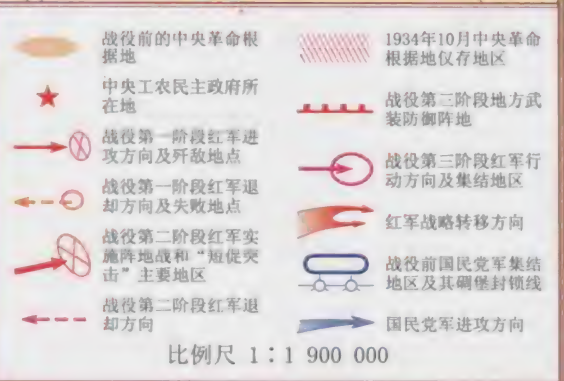 战役前的中央革命根
据地
中央工农民主政府所
在地
战役第一阶段红军进
攻方向及歼敌地点
战役第一阶段红军退
却方向及失败地点
战役第二阶段红军实
施阵地战和“短促突
击”主要地区
战役第二阶段红军退
却方向
1934年10月中央革命
根据地仅存地区
战役第三阶段地方武
装防御阵地
战役第三阶段红军行
动方向及集结地区
红军战略转移方向
战役前国民党军集结
地区及其碉堡封锁线
国民党军进攻方向
比例尺 1：1 900 000